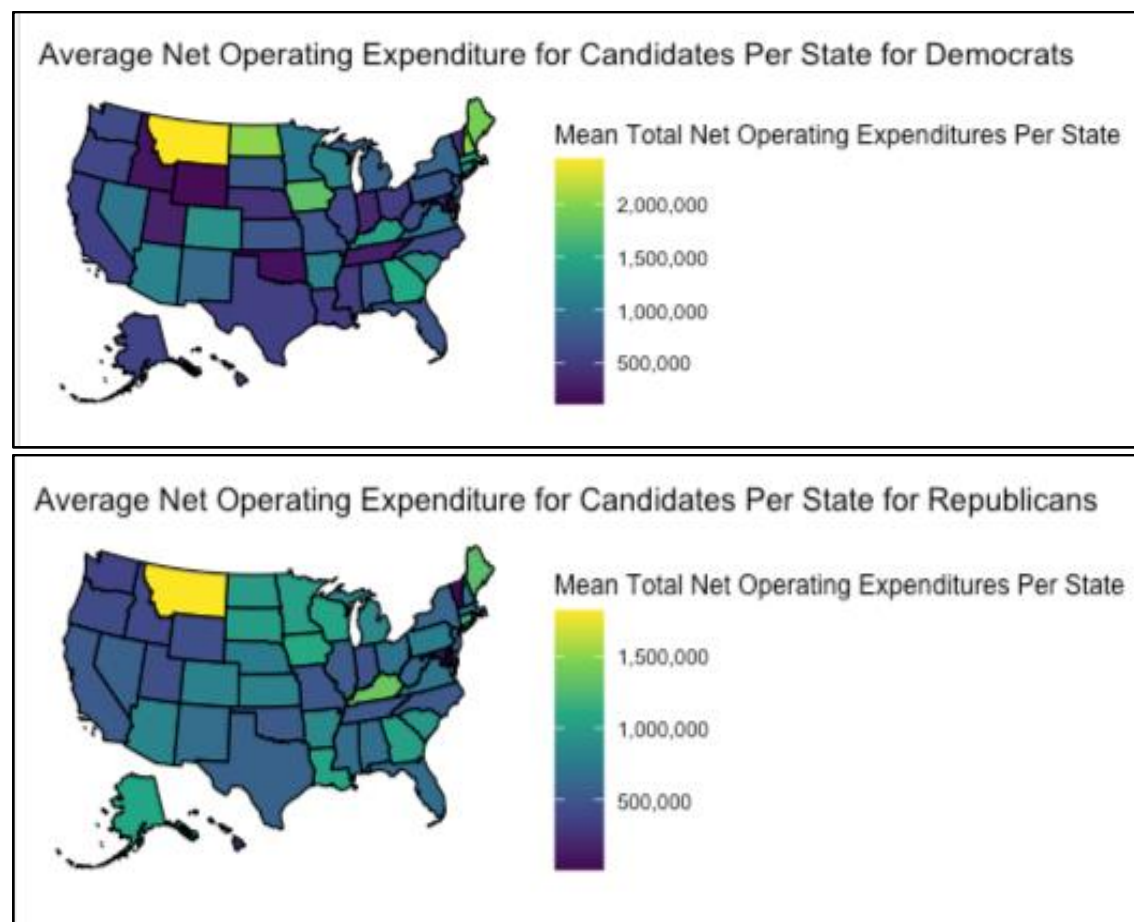 Average Net Operating Expenditure for Candidates Per State for Democrats
Mean Total Net Operating Expenditures Per State
2,000,000
1,500,000
1,000,000
500,000
Average Net Operating Expenditure for Candidates Per State for Republicans
Mean Total Net Operating Expenditures Per State
1,500,000
1,000,000
500,000